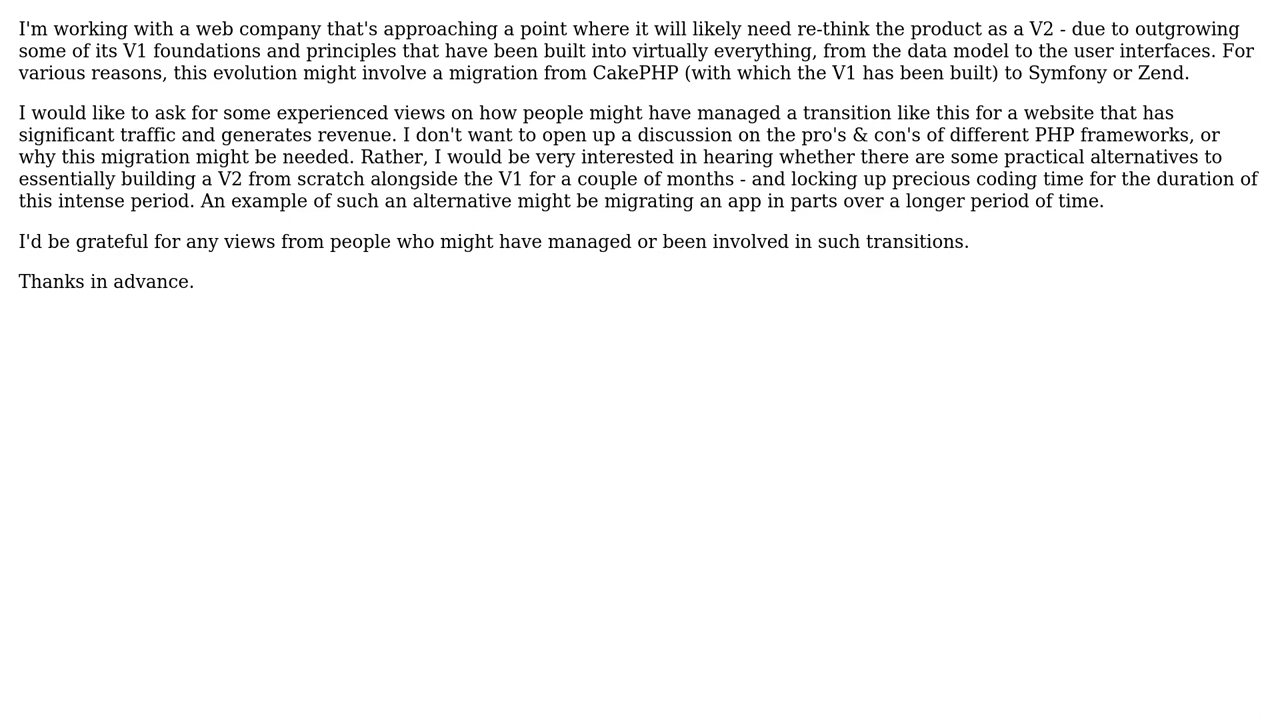 I'm working with a web company that's approaching a point where it will likely need re-think the product as a V2 - due to outgrowing
some of its V1 foundations and principles that have been built into virtually everything, from the data model to the user interfaces. For
various reasons, this evolution might involve a migration from CakePHP (with which the V1 has been built) to Symfony or Zend.
I would like to ask for some experienced views on how people might have managed a transition like this for a website that has
significant traffic and generates revenue. I don't want to open up a discussion on the pro's & con's of different PHP frameworks, or
why this migration might be needed. Rather, I would be very interested in hearing whether there are some practical alternatives to
essentially building a V2 from scratch alongside the V1 for a couple of months - and locking up precious coding time for the duration of
this intense period. An example of such an alternative might be migrating an app in parts over a longer period of time.
I'd be grateful for any views from people who might have managed or been involved in such transitions.
Thanks in advance.